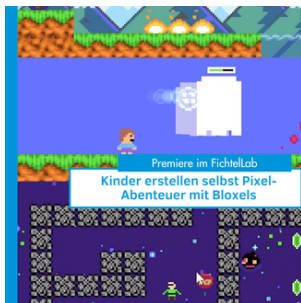 Premiere im FichtelLab
Kinder erstellen selbst Pixel-
Abenteuer mit Bloxels